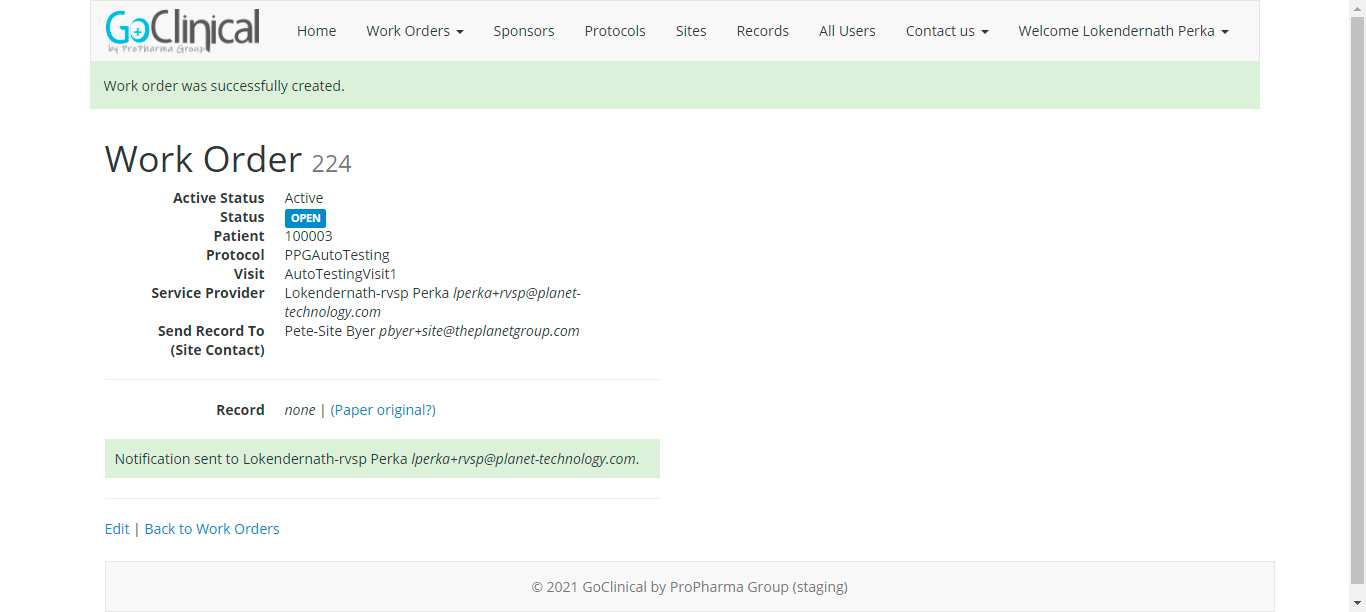 GoClinical
by ProPharma Group
Home Work Orders Sponsors Protocols Sites Records All Users Contact us Welcome Lokendernath Perka
Work order was successfully created.
Work Order 224
Active Status Active
Status OPEN
Patient 100003
Protocol PPGAutoTesting
Visit AutoTestingVisit1
Service Provider Lokendernath-rvsp Perka lperka+rvsp@planet-
technology.com
Send Record To Pete-Site Byer pbyer+site@theplanetgroup.com
(Site Contact)
Record none | (Paper original?)
Notification sent to Lokendernath-rvsp Perka lperka+rvsp@planet-technology.com.
Edit | Back to Work Orders
© 2021 GoClinical by ProPharma Group (staging)